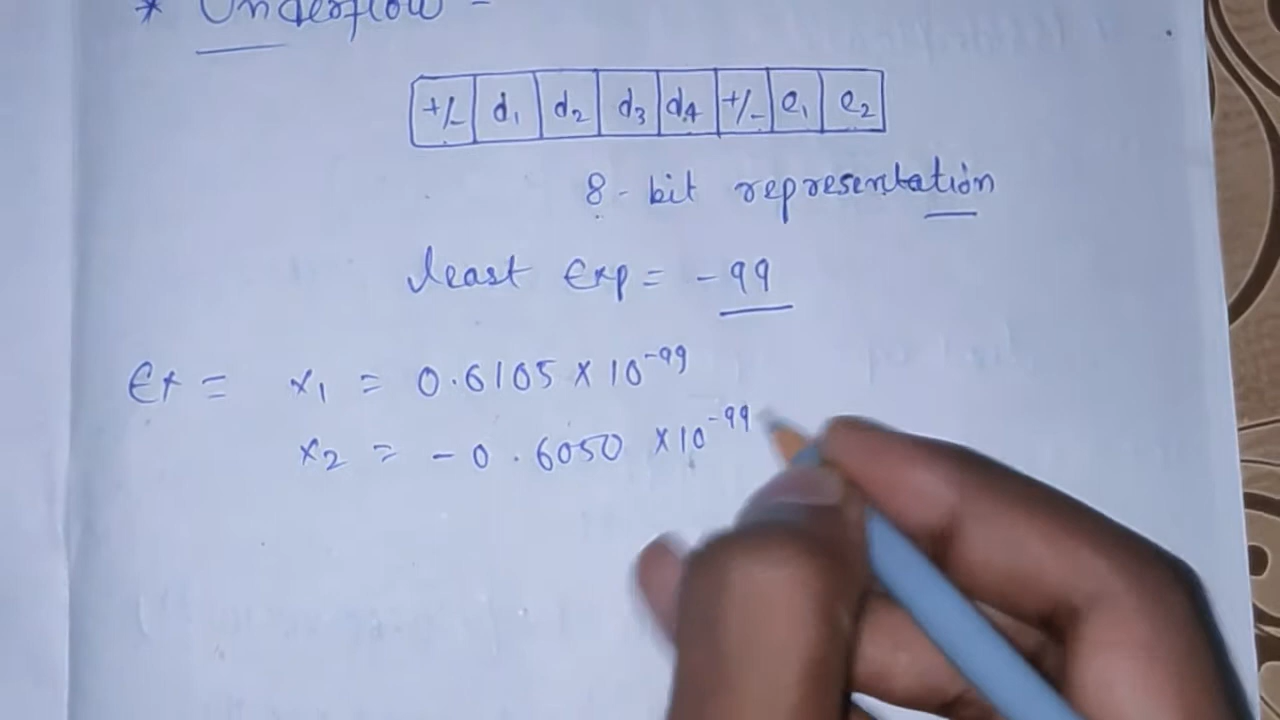 * Underflow -
+/- d₁ d₂ d₃ d₄ +/- e₁ e₂
8 - bit representation
least Exp = -99
Ex = x₁ = 0.6105 × 10⁻⁹⁹
x₂ = -0.6050 × 10⁻⁹⁹